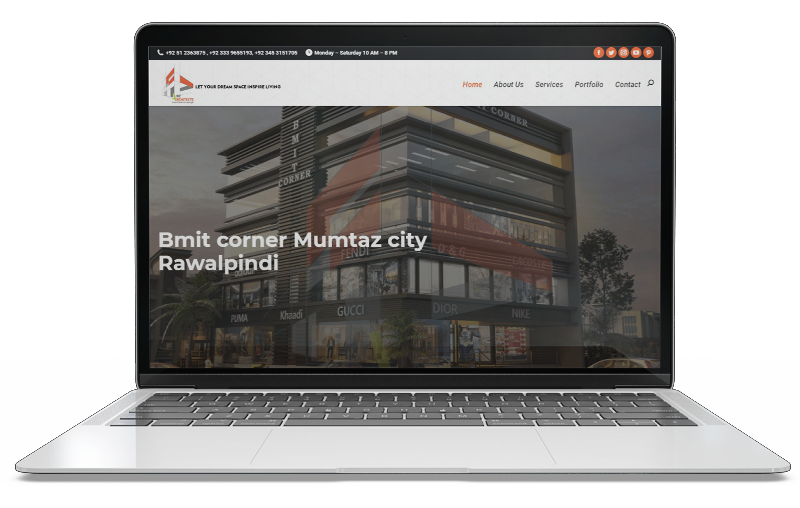 +92 51 2363875 , +92 333 9655193, +92 345 3151705
Monday – Saturday 10 AM – 8 PM
LET YOUR DREAM SPACE INSPIRE LIVING
Home About Us Services Portfolio Contact
BMIT
CORNER
CORNER
Bmit corner Mumtaz city
Rawalpindi
FENDI
D & G
PUMA Khaadi GUCCI DIOR NIKE